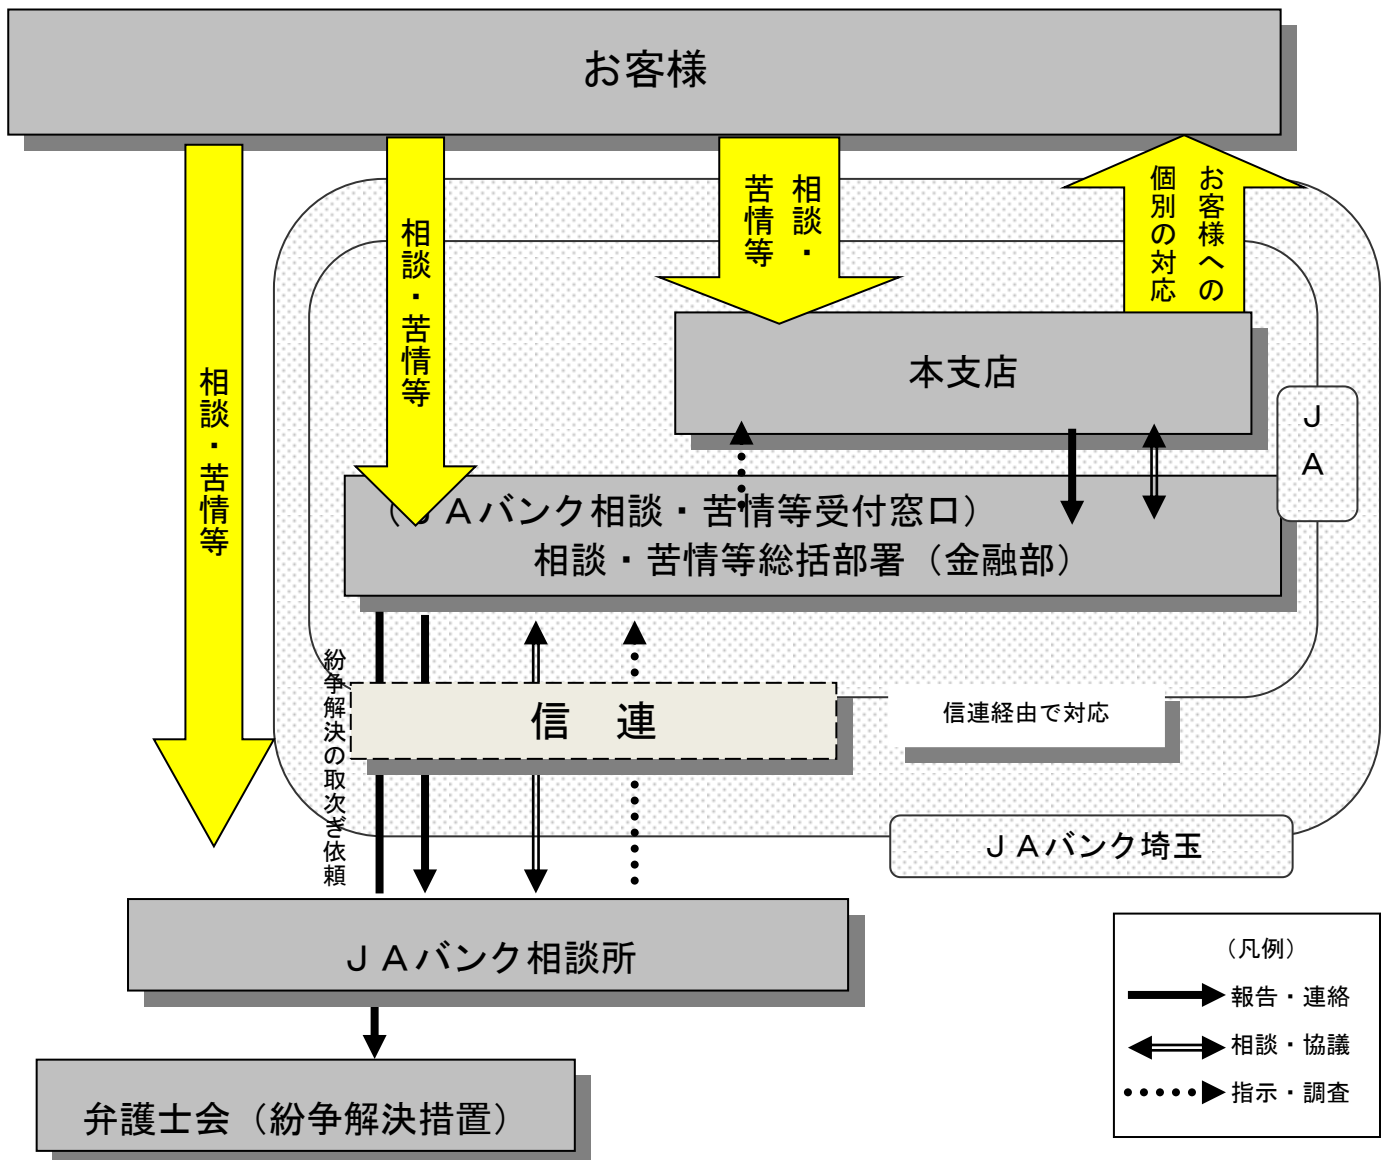 お客様
相談・苦情等
相談・苦情等
相談・
苦情等
お客様への
個別の対応
本支店
ＪＡ
（ＪＡバンク相談・苦情等受付窓口）
相談・苦情等総括部署（金融部）
紛争解決の取次ぎ依頼
信　連
信連経由で対応
ＪＡバンク埼玉
ＪＡバンク相談所
弁護士会（紛争解決措置）
（凡例）
報告・連絡
相談・協議
指示・調査